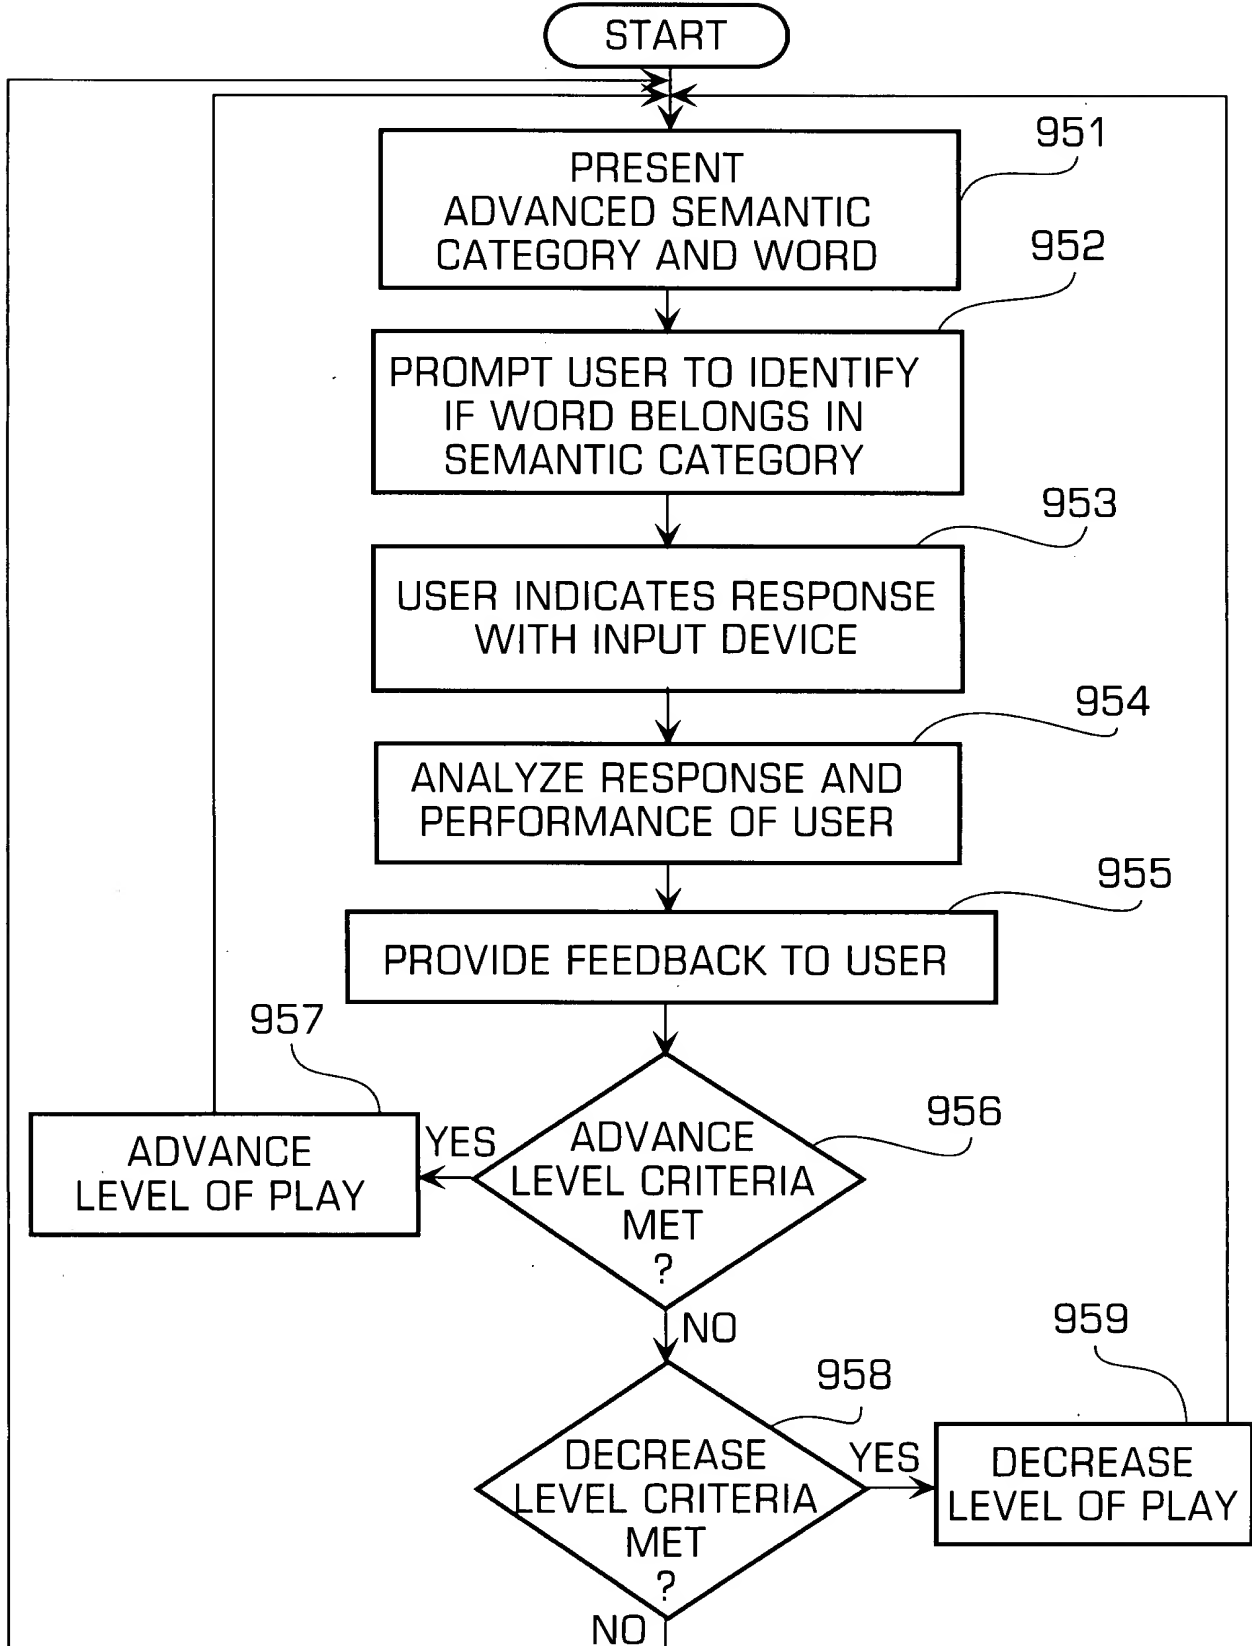 START
951
PRESENT
ADVANCED SEMANTIC
CATEGORY AND WORD
952
PROMPT USER TO IDENTIFY
IF WORD BELONGS IN
SEMANTIC CATEGORY
953
USER INDICATES RESPONSE
WITH INPUT DEVICE
954
ANALYZE RESPONSE AND
PERFORMANCE OF USER
955
PROVIDE FEEDBACK TO USER
957
956
ADVANCE
LEVEL OF PLAY
YES
ADVANCE
LEVEL CRITERIA
MET
?
NO
959
958
DECREASE
LEVEL CRITERIA
MET
?
YES
DECREASE
LEVEL OF PLAY
NO